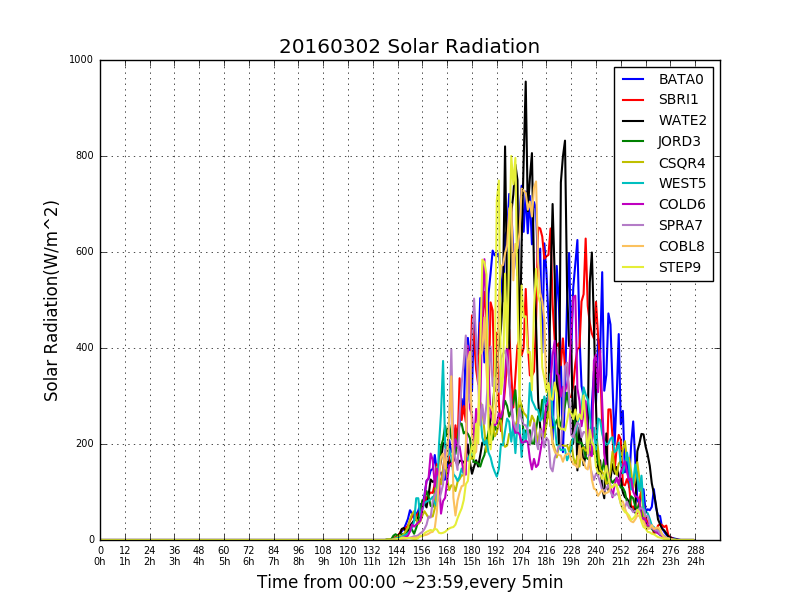 20160302 Solar Radiation
1000
800
600
400
200
0
Solar Radiation(W/m^2)
BATA0
SBRI1
WATE2
JORD3
CSQR4
WEST5
COLD6
SPRA7
COBL8
STEP9
0 12 24 36 48 60 72 84 96 108 120 132 144 156 168 180 192 204 216 228 240 252 264 276 288
0h 1h 2h 3h 4h 5h 6h 7h 8h 9h 10h 11h 12h 13h 14h 15h 16h 17h 18h 19h 20h 21h 22h 23h 24h
Time from 00:00 ~23:59,every 5min